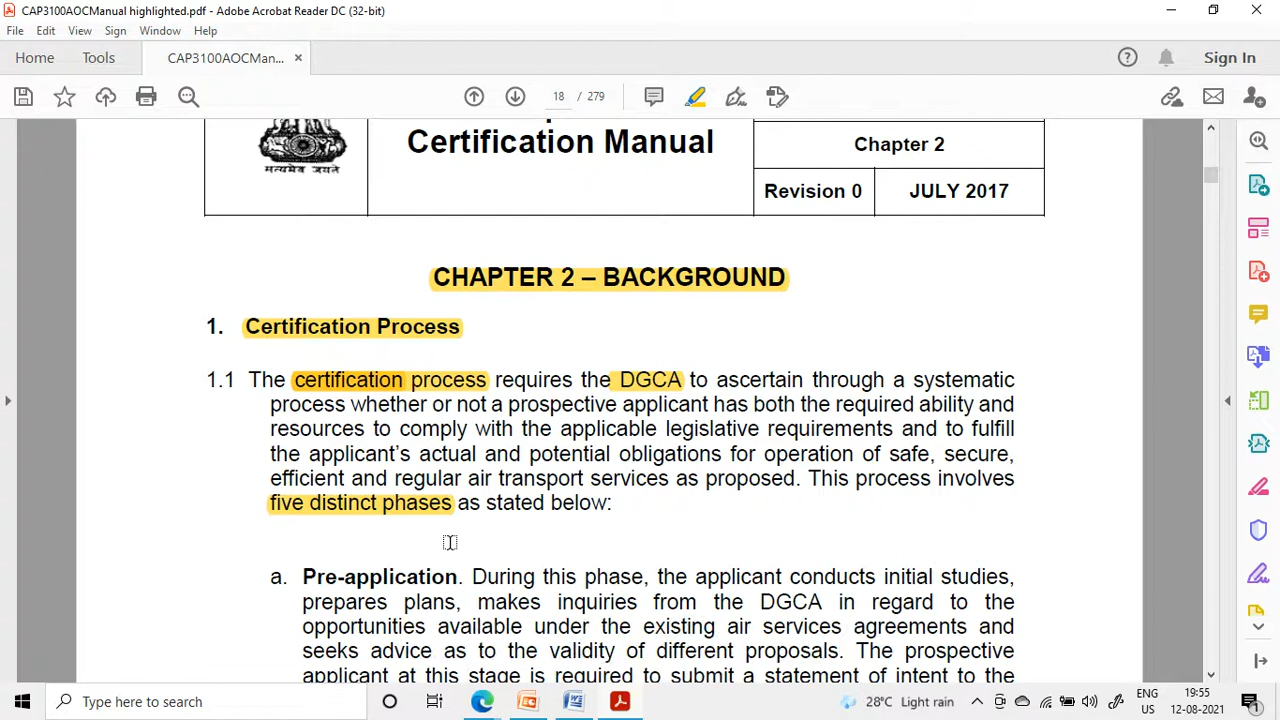 CAP3100AOCManual highlighted.pdf - Adobe Acrobat Reader DC (32-bit)
File Edit View Sign Window Help
Home Tools CAP3100AOCMan... × Sign In
18 / 279
Certification Manual
Chapter 2
सत्यमेव जयते
Revision 0 JULY 2017
CHAPTER 2 – BACKGROUND
1. Certification Process
1.1 The certification process requires the DGCA to ascertain through a systematic
process whether or not a prospective applicant has both the required ability and
resources to comply with the applicable legislative requirements and to fulfill
the applicant's actual and potential obligations for operation of safe, secure,
efficient and regular air transport services as proposed. This process involves
five distinct phases as stated below:
a. Pre-application. During this phase, the applicant conducts initial studies,
prepares plans, makes inquiries from the DGCA in regard to the
opportunities available under the existing air services agreements and
seeks advice as to the validity of different proposals. The prospective
applicant at this stage is required to submit a statement of intent to the
Type here to search
28°C Light rain
ENG
US
19:55
12-08-2021
1